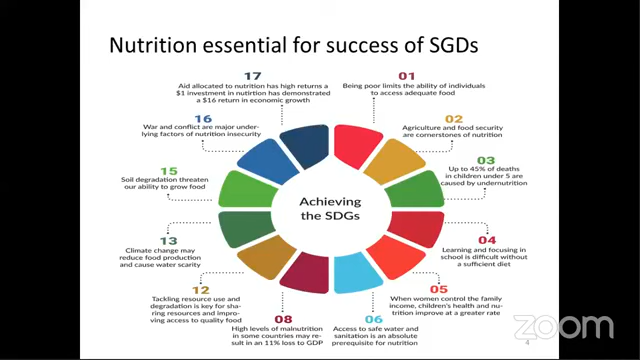 Nutrition essential for success of SGDs
17
Aid allocated to nutrition has high returns a
$1 investment in nutirtion has demonstrated
a $16 return in economic growth
01
Being poor limits the ability of individuals
to access adequate food
16
War and conflict are major under-
lying factors of nutrition insecurity
02
Agriculture and food security
are cornerstones of nutrition
15
Soil degradation threaten
our ability to grow food
03
Up to 45% of deaths
in children under 5 are
caused by undernutrition
Achieving
the SDGs
13
Climate change may
reduce food production
and cause water scarity
04
Learning and focusing in
school is difficult without
a sufficient diet
12
Tackling resource use and
degradation is key for sha-
ring resources and impro-
ving access to quality food
05
When women control the family
income, children's health and nu-
trition improve at a greater rate
08
High levels of malnutrition
in some countries may re-
sult in an 11% loss to GDP
06
Access to safe water and
sanitation is an absolute
prerequisite for nutrition
4
zoom